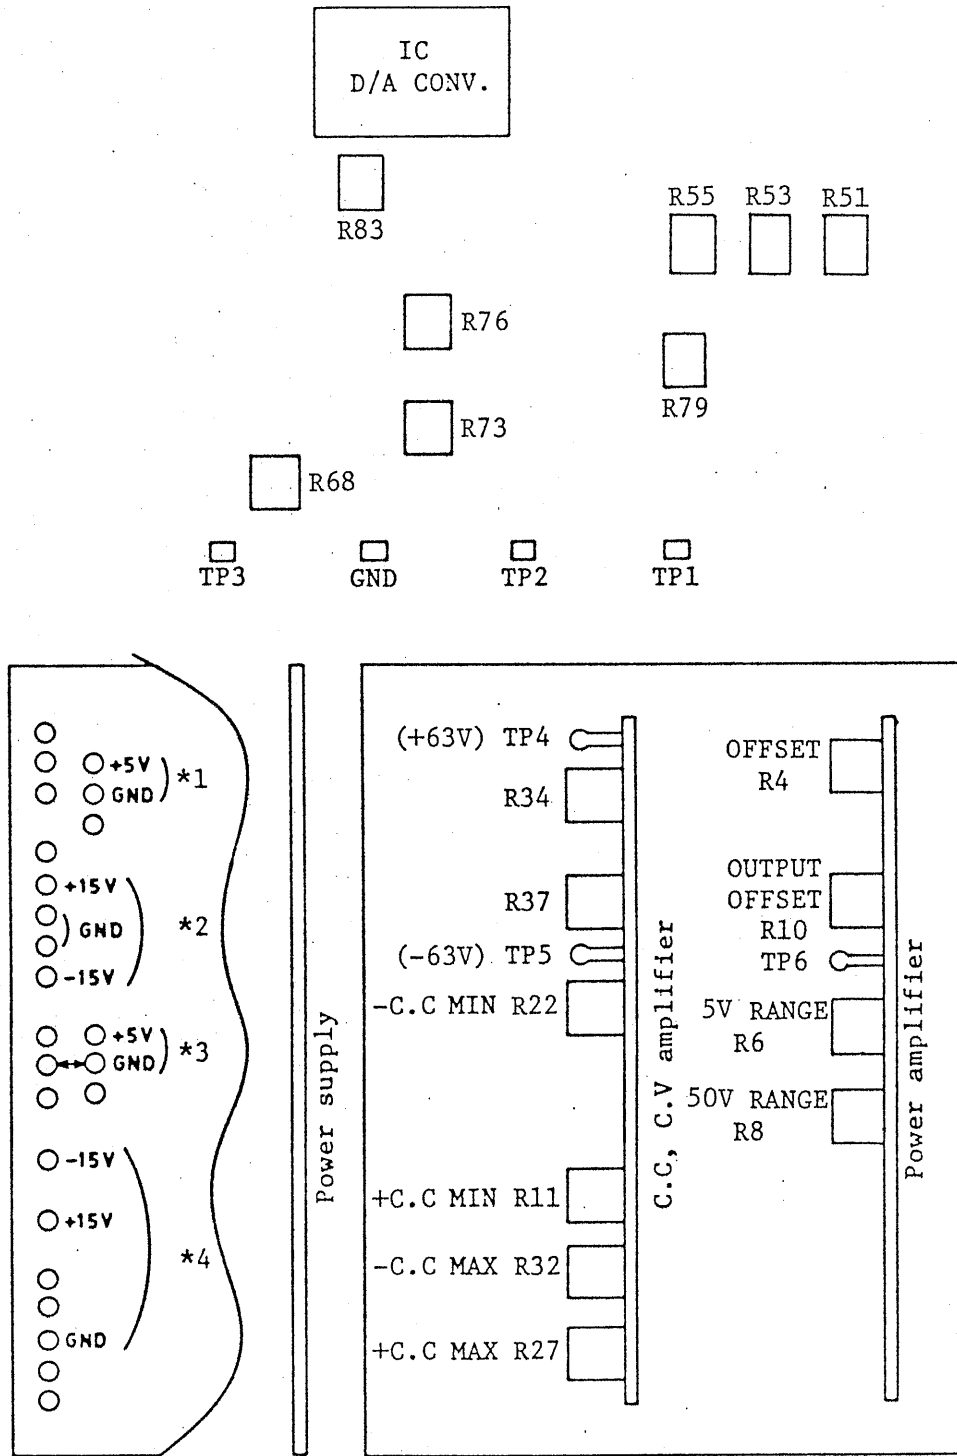 IC
D/A CONV.
R83
R55 R53 R51
R76
R79
R73
R68
TP3 GND TP2 TP1
+5V
GND
*1
+15V
GND
-15V
*2
+5V
GND
*3
-15V
+15V
GND
*4
Power supply
(+63V) TP4
R34
R37
(-63V) TP5
-C.C MIN R22
+C.C MIN R11
-C.C MAX R32
+C.C MAX R27
C.C, C.V amplifier
OFFSET
R4
OUTPUT
OFFSET
R10
TP6
5V RANGE
R6
50V RANGE
R8
Power amplifier